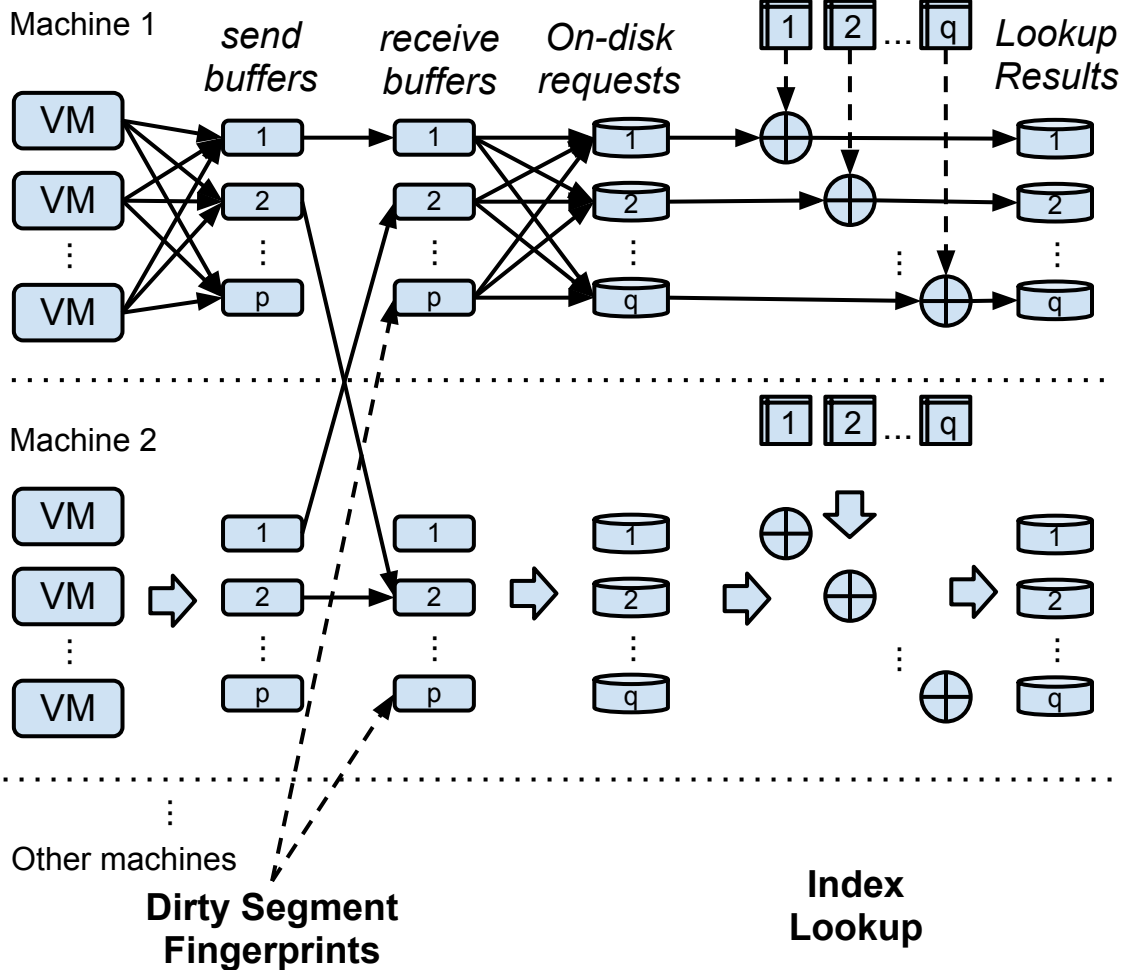 Machine 1
send
buffers
receive
buffers
On-disk
requests
1 2 ... q
Lookup
Results
VM 1 1 1 1
VM 2 2 2 2
⋮ ⋮ ⋮ ⋮ ⋮ ⋮
VM p p q q
Machine 2
1 2 ... q
VM 1 1 1 1
VM 2 2 2 2
⋮ ⋮ ⋮ ⋮ ⋮ ⋮
VM p p q q
⋮
Other machines
Dirty Segment
Fingerprints
Index
Lookup